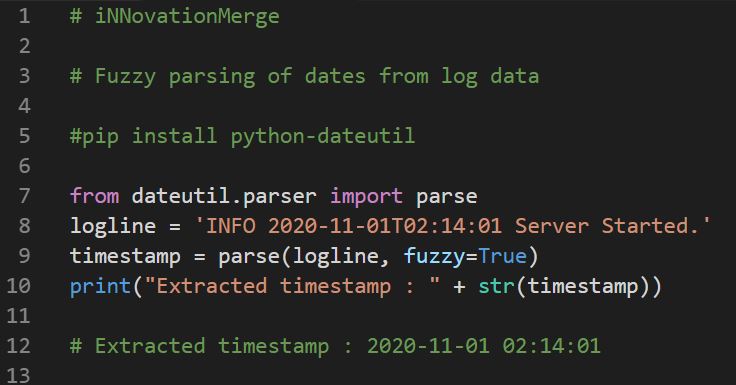 1 # iNNovationMerge
2
3 # Fuzzy parsing of dates from log data
4
5 #pip install python-dateutil
6
7 from dateutil.parser import parse
8 logline = 'INFO 2020-11-01T02:14:01 Server Started.'
9 timestamp = parse(logline, fuzzy=True)
10 print("Extracted timestamp : " + str(timestamp))
11
12 # Extracted timestamp : 2020-11-01 02:14:01
13